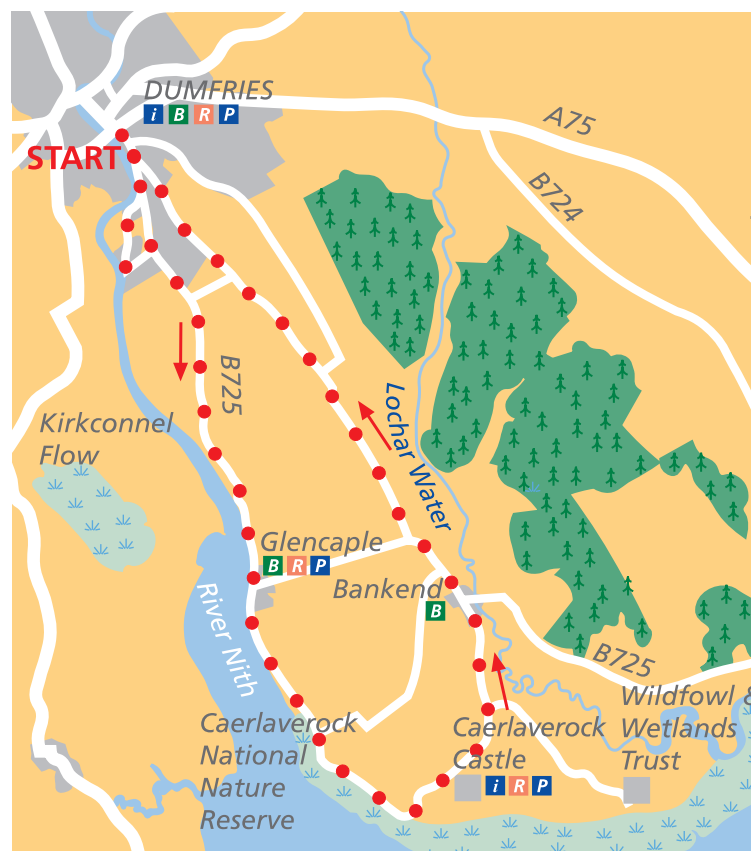 DUMFRIES
i B R P
START
A75
B724
B725
Lochar Water
Kirkconnel
Flow
Glencaple
B R P
Bankend
B
River Nith
B725
Caerlaverock
National
Nature
Reserve
Caerlaverock
Castle
i R P
Wildfowl &
Wetlands
Trust